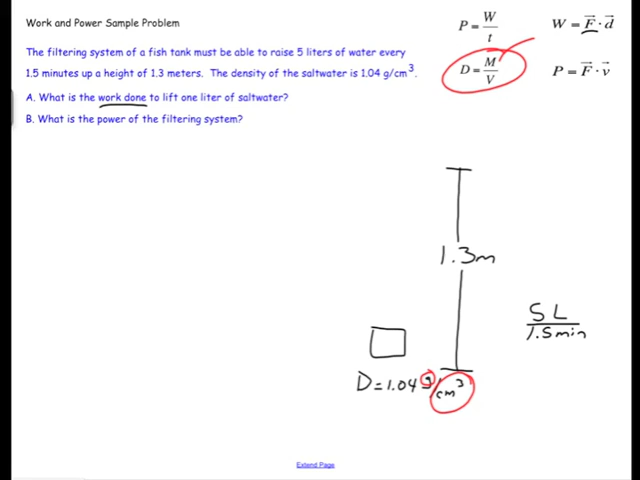 Work and Power Sample Problem
P = W/t
W = F · d
The filtering system of a fish tank must be able to raise 5 liters of water every
1.5 minutes up a height of 1.3 meters. The density of the saltwater is 1.04 g/cm³.
D = M/V
P = F · v
A. What is the work done to lift one liter of saltwater?
B. What is the power of the filtering system?
1.3m
5 L
1.5min
D = 1.04 g/cm³
Extend Page